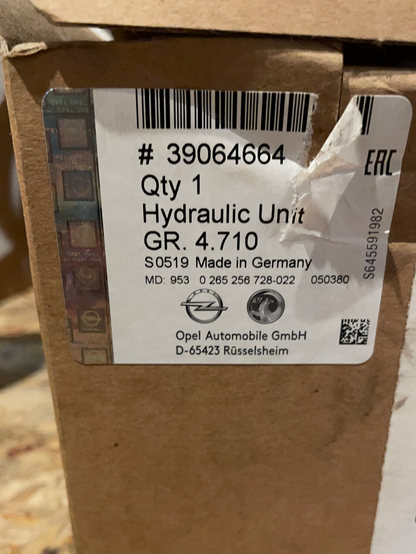 # 39064664
EAC
Qty 1
Hydraulic Unit
GR. 4.710
S0519 Made in Germany
MD: 953 0 265 256 728-022 050380
S645591982
Opel Automobile GmbH
D-65423 Rüsselsheim